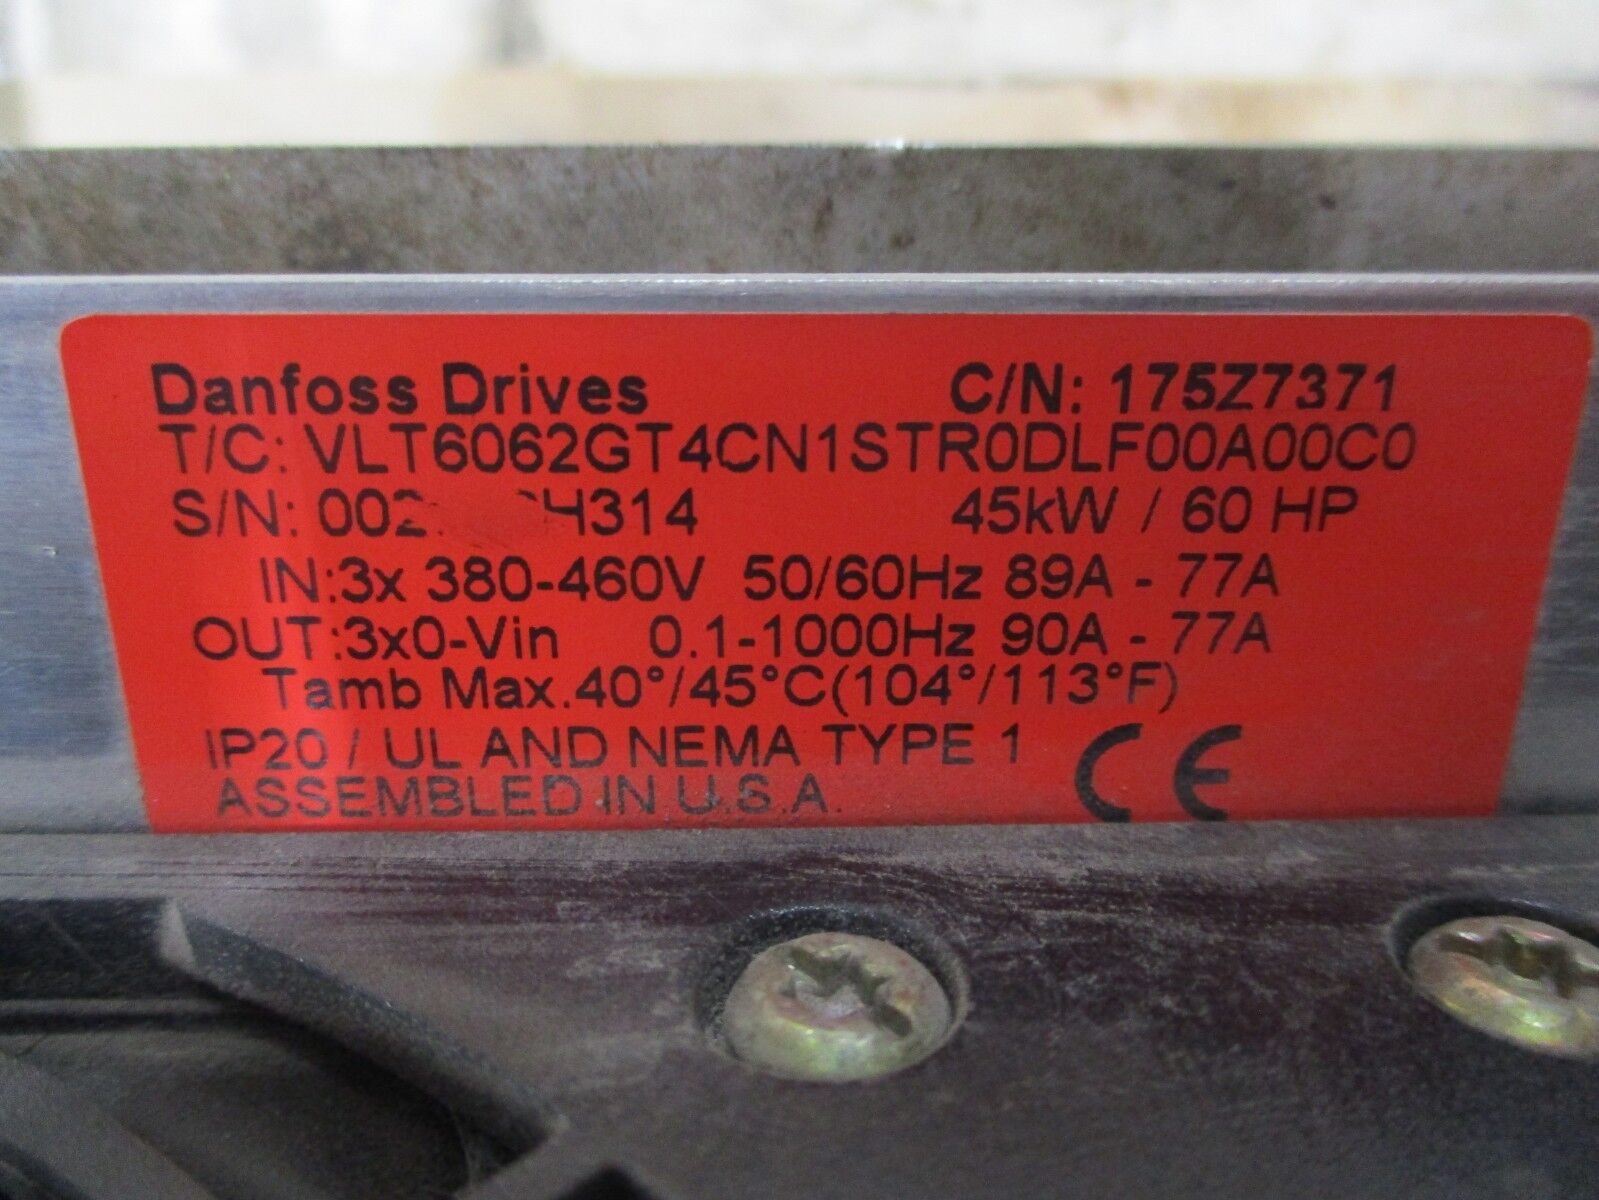 Danfoss Drives C/N: 175Z7371
T/C: VLT6062GT4CN1STR0DLF00A00C0
S/N: 45kW / 60 HP
IN:3x 380-460V 50/60Hz 89A - 77A
OUT:3x0-Vin 0.1-1000Hz 90A - 77A
Tamb Max.40°/45°C(104°/113°F)
IP20 / UL AND NEMA TYPE 1 CE
ASSEMBLED IN U.S.A.